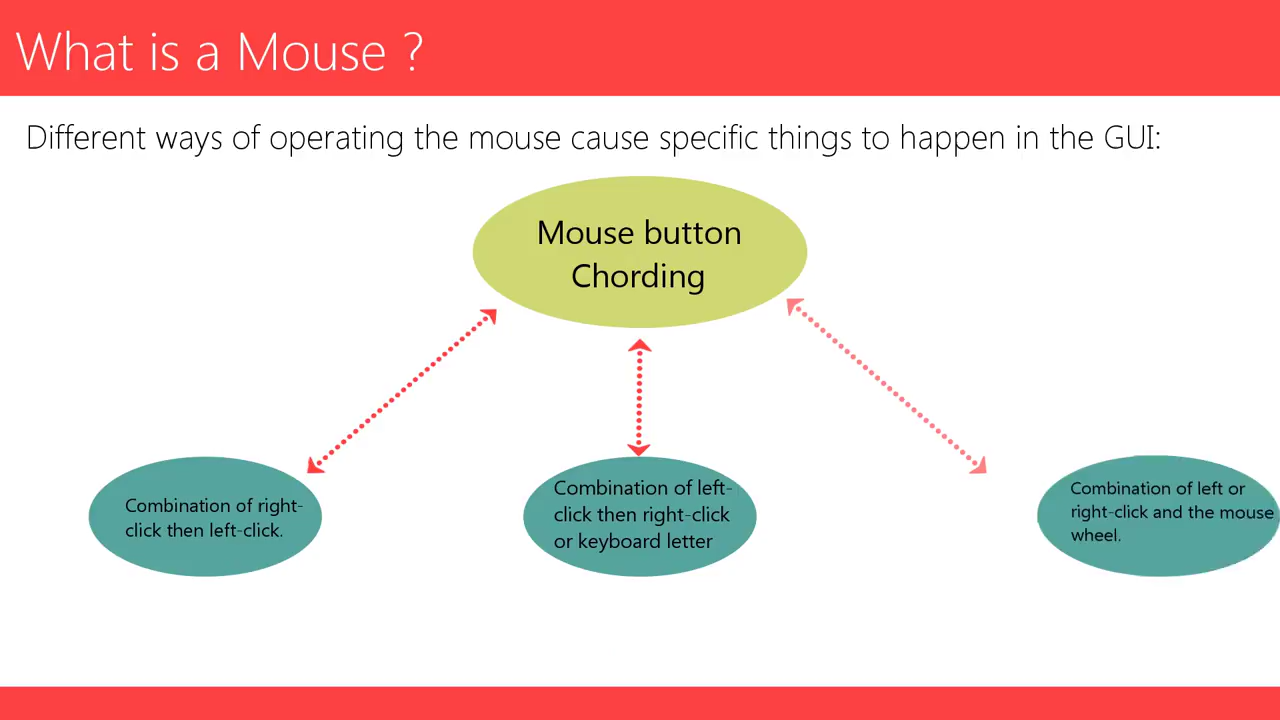 What is a Mouse ?
Different ways of operating the mouse cause specific things to happen in the GUI:
Mouse button
Chording
Combination of right-
click then left-click.
Combination of left-
click then right-click
or keyboard letter
Combination of left or
right-click and the mouse
wheel.